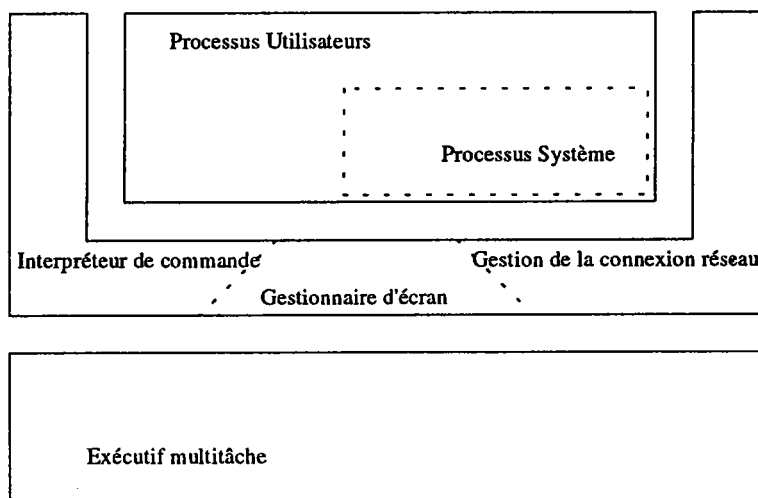 Processus Utilisateurs
Processus Système
Interpréteur de commande
Gestion de la connexion réseau
Gestionnaire d'écran
Exécutif multitâche